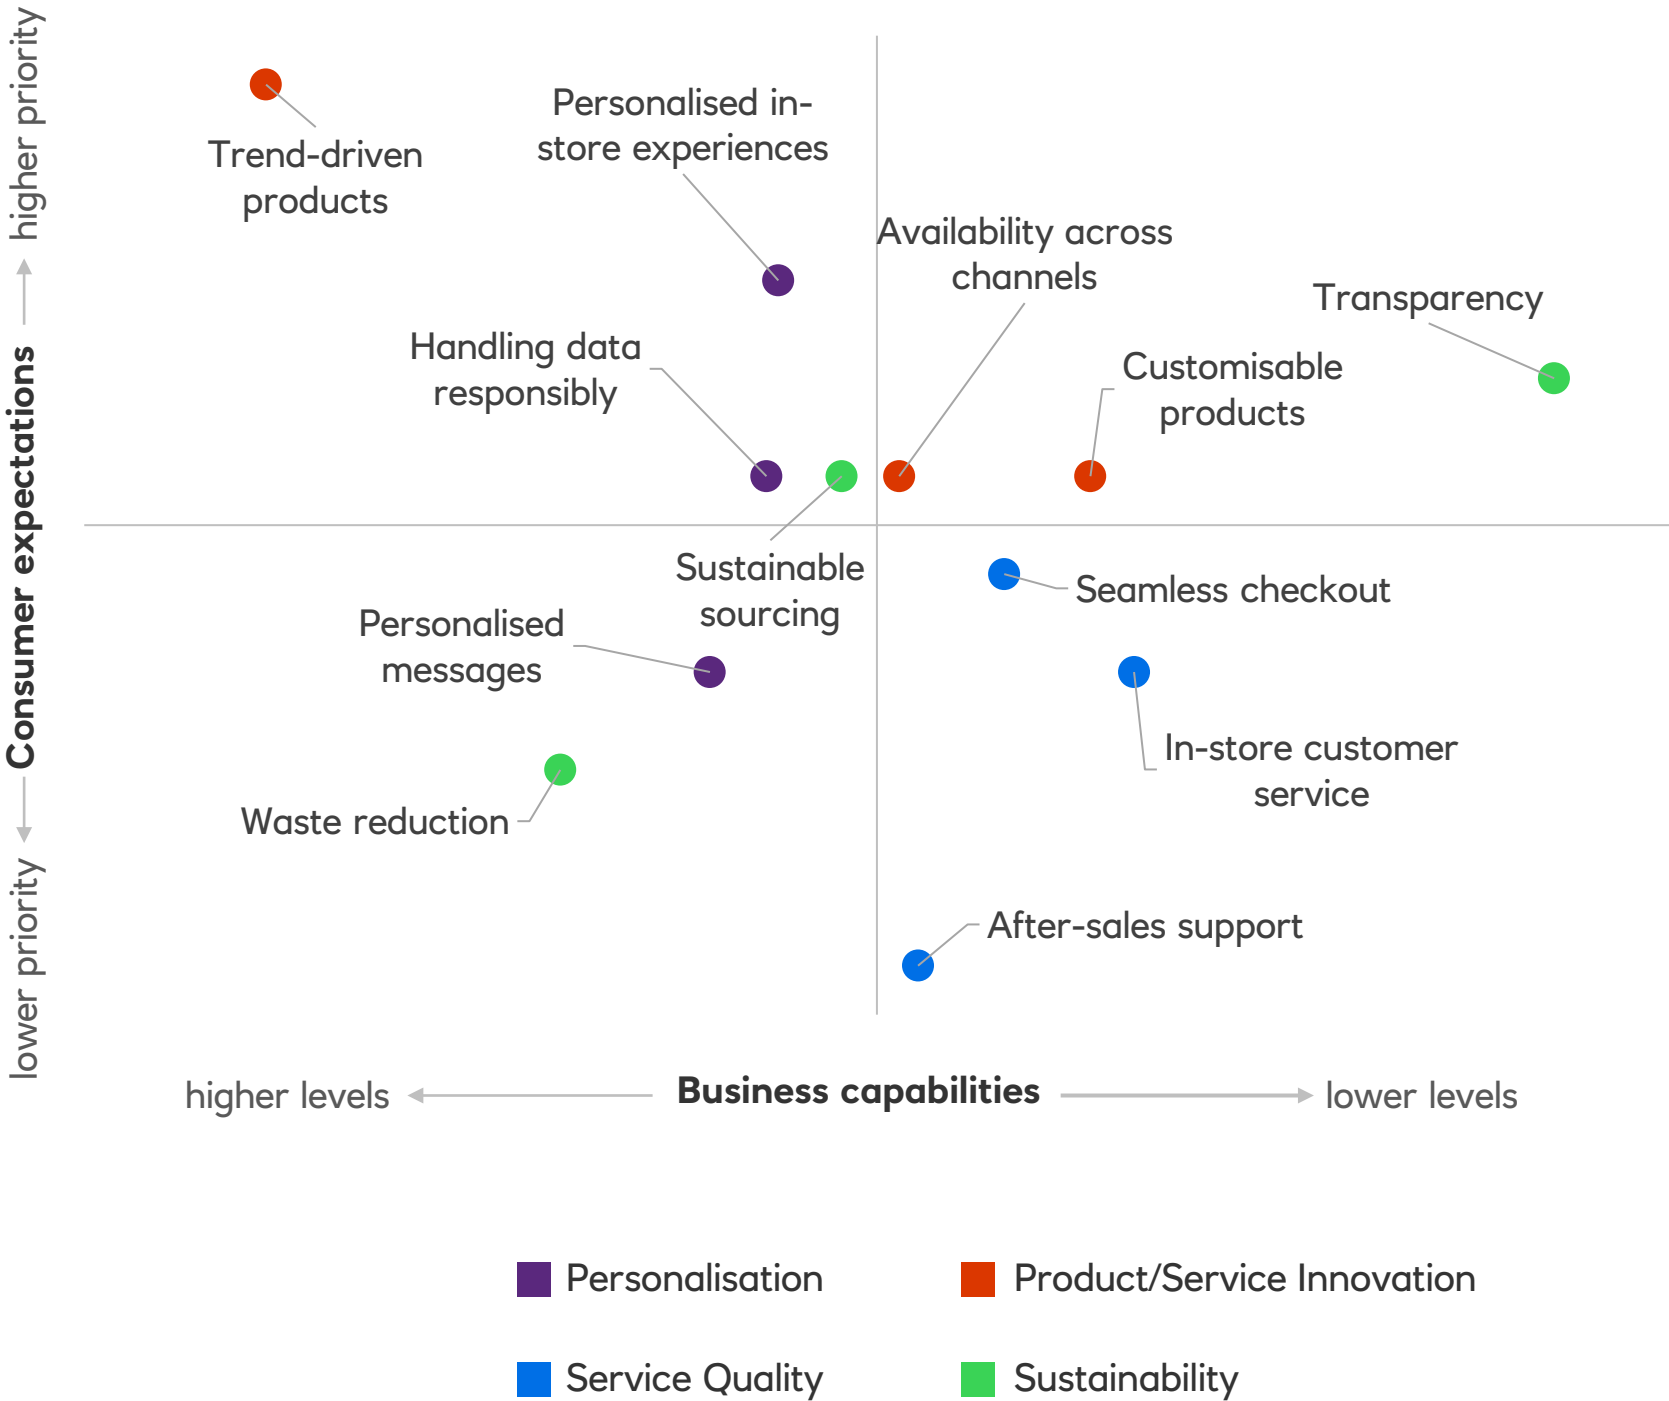 higher priority
Consumer expectations
lower priority
Trend-driven
products
Personalised in-
store experiences
Availability across
channels
Transparency
Handling data
responsibly
Customisable
products
Sustainable
sourcing
Seamless checkout
Personalised
messages
In-store customer
service
Waste reduction
After-sales support
higher levels
Business capabilities
lower levels
Personalisation
Product/Service Innovation
Service Quality
Sustainability